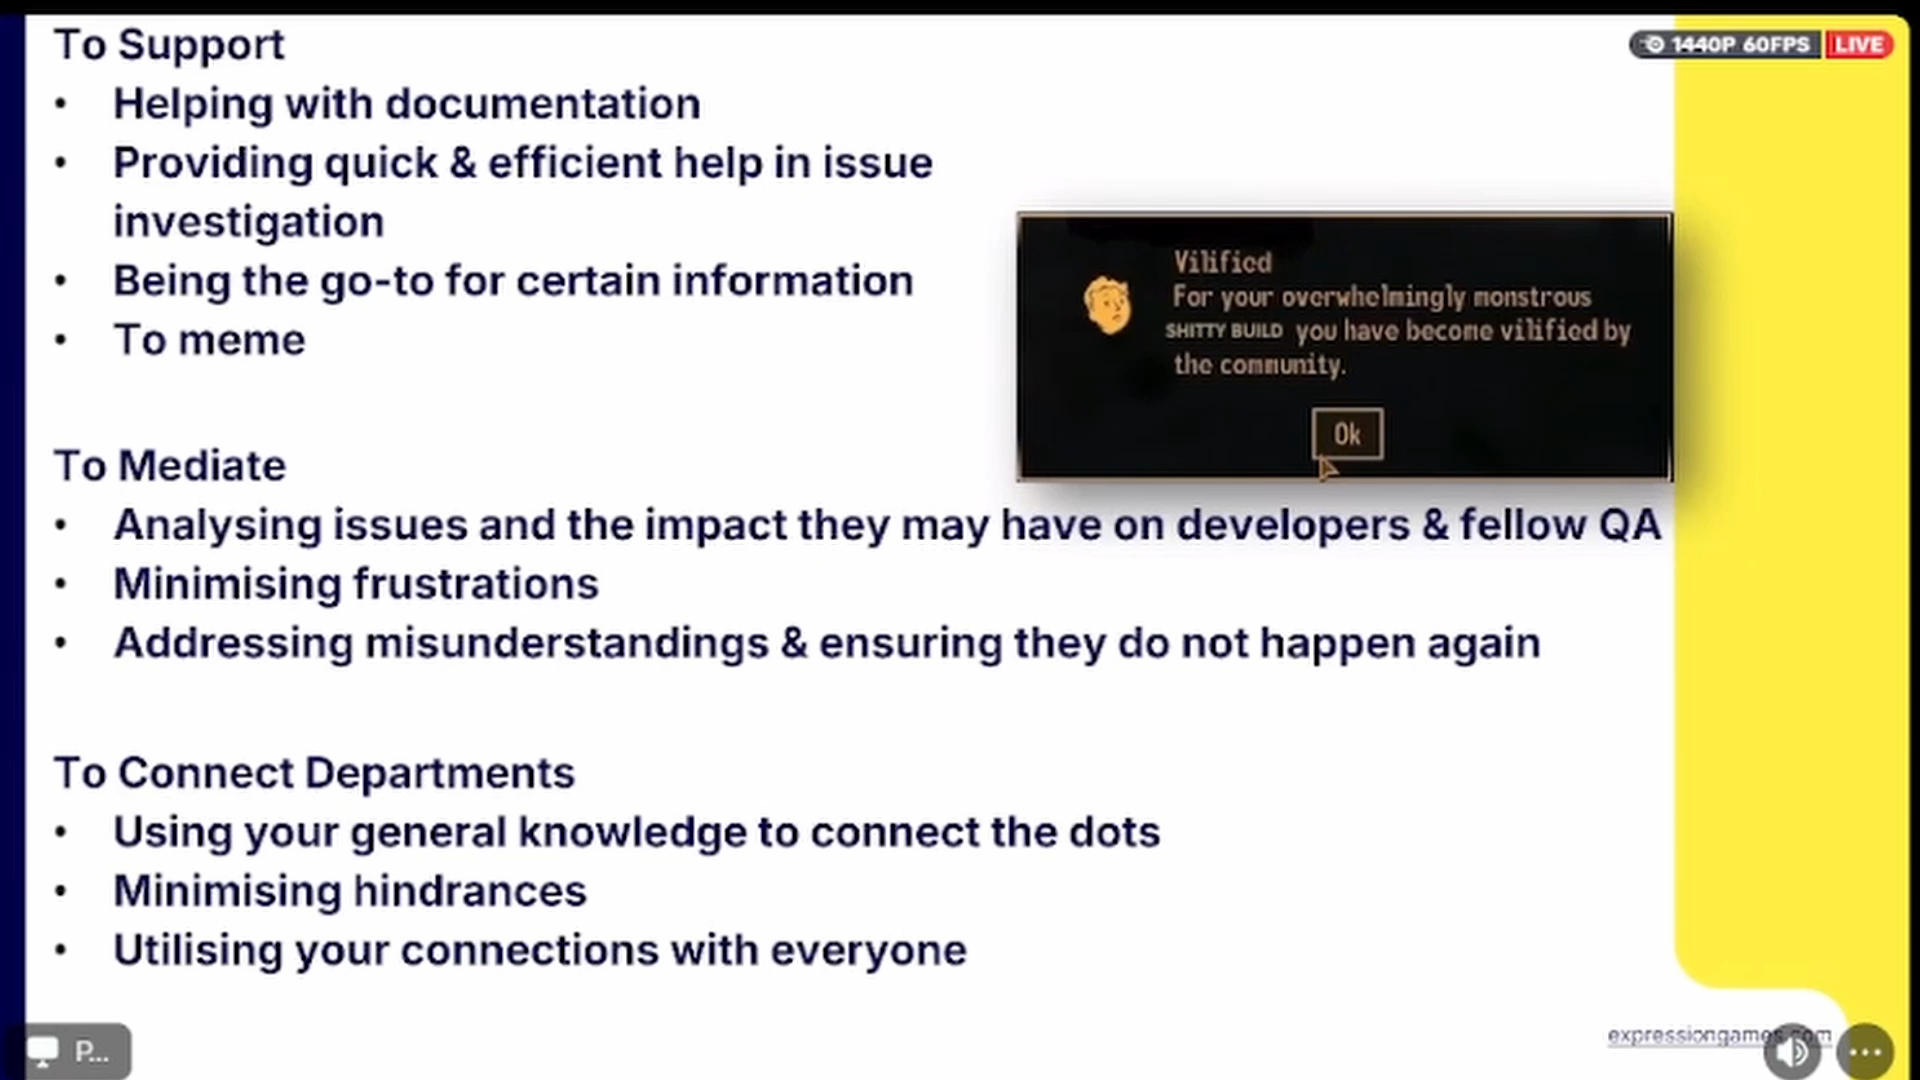 To Support
• Helping with documentation
• Providing quick & efficient help in issue
investigation
• Being the go-to for certain information
• To meme
To Mediate
• Analysing issues and the impact they may have on developers & fellow QA
• Minimising frustrations
• Addressing misunderstandings & ensuring they do not happen again
To Connect Departments
• Using your general knowledge to connect the dots
• Minimising hindrances
• Utilising your connections with everyone
1440P 60FPS LIVE
Vilified
For your overwhelmingly monstrous
SHITTY BUILD you have become vilified by
the community.
Ok
P...
expressiongames.com